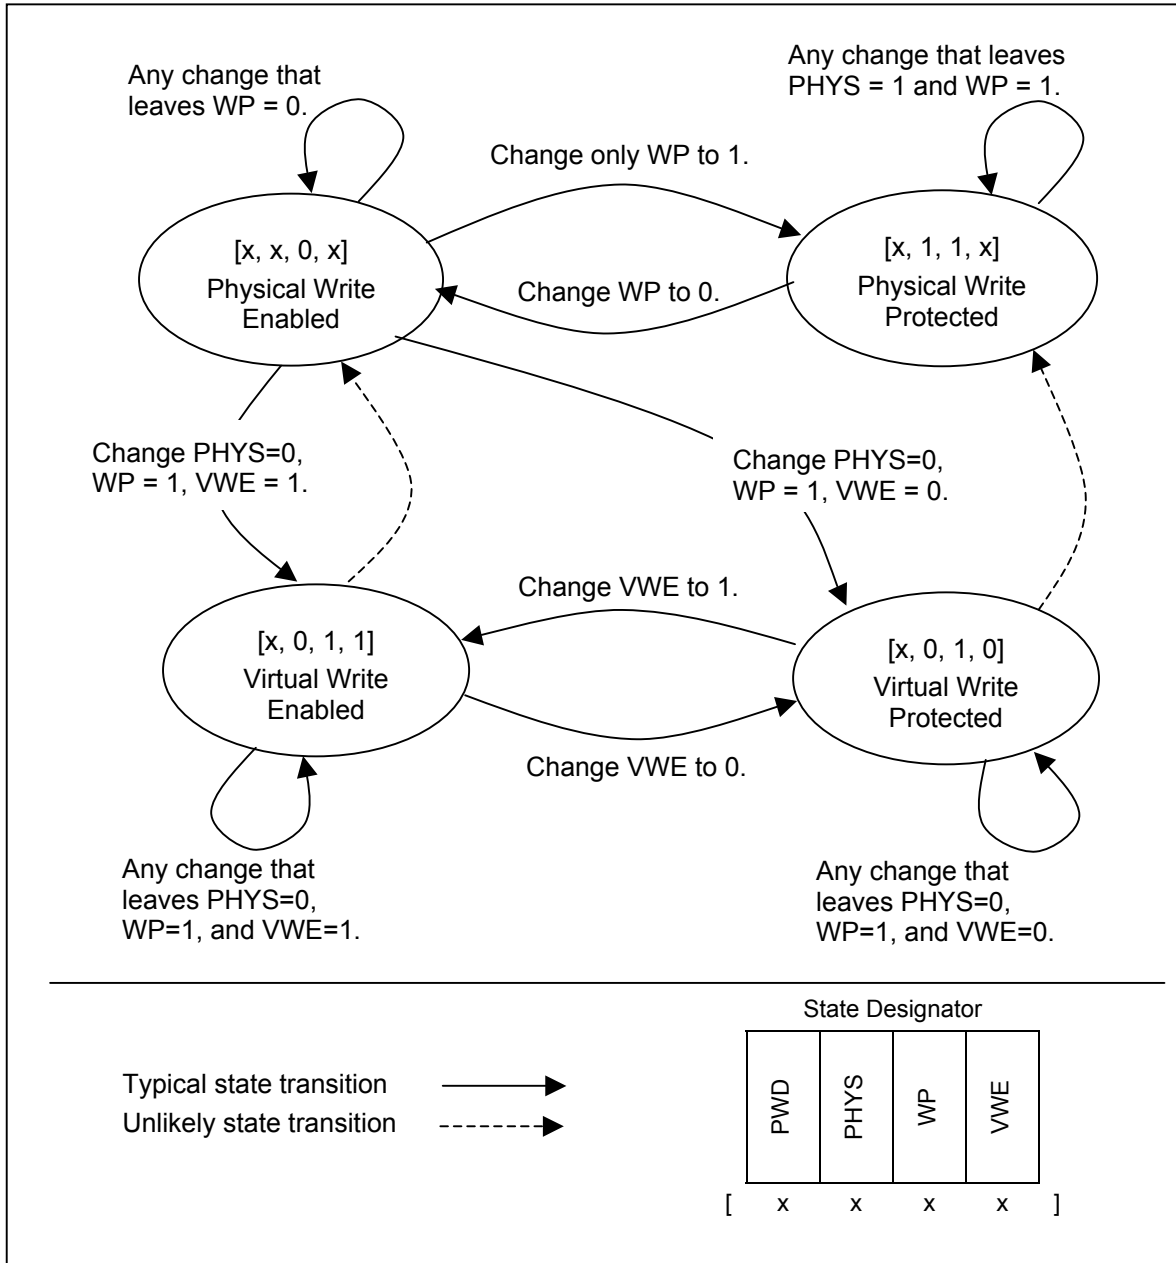 Any change that
leaves WP = 0.
Any change that leaves
PHYS = 1 and WP = 1.
Change only WP to 1.
[x, x, 0, x]
Physical Write
Enabled
[x, 1, 1, x]
Physical Write
Protected
Change WP to 0.
Change PHYS=0,
WP = 1, VWE = 1.
Change PHYS=0,
WP = 1, VWE = 0.
Change VWE to 1.
[x, 0, 1, 1]
Virtual Write
Enabled
[x, 0, 1, 0]
Virtual Write
Protected
Change VWE to 0.
Any change that
leaves PHYS=0,
WP=1, and VWE=1.
Any change that
leaves PHYS=0,
WP=1, and VWE=0.
State Designator
Typical state transition
Unlikely state transition
PWD
PHYS
WP
VWE
[ x x x x ]